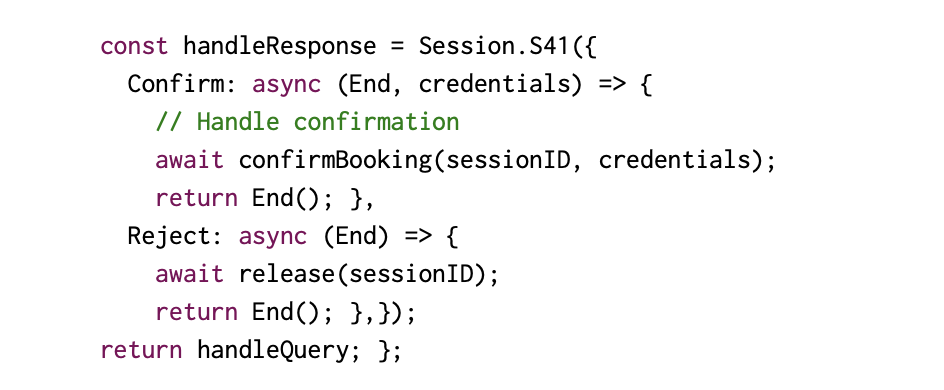 const handleResponse = Session.S41({
  Confirm: async (End, credentials) => {
    // Handle confirmation
    await confirmBooking(sessionID, credentials);
    return End(); },
  Reject: async (End) => {
    await release(sessionID);
    return End(); },});
return handleQuery; };